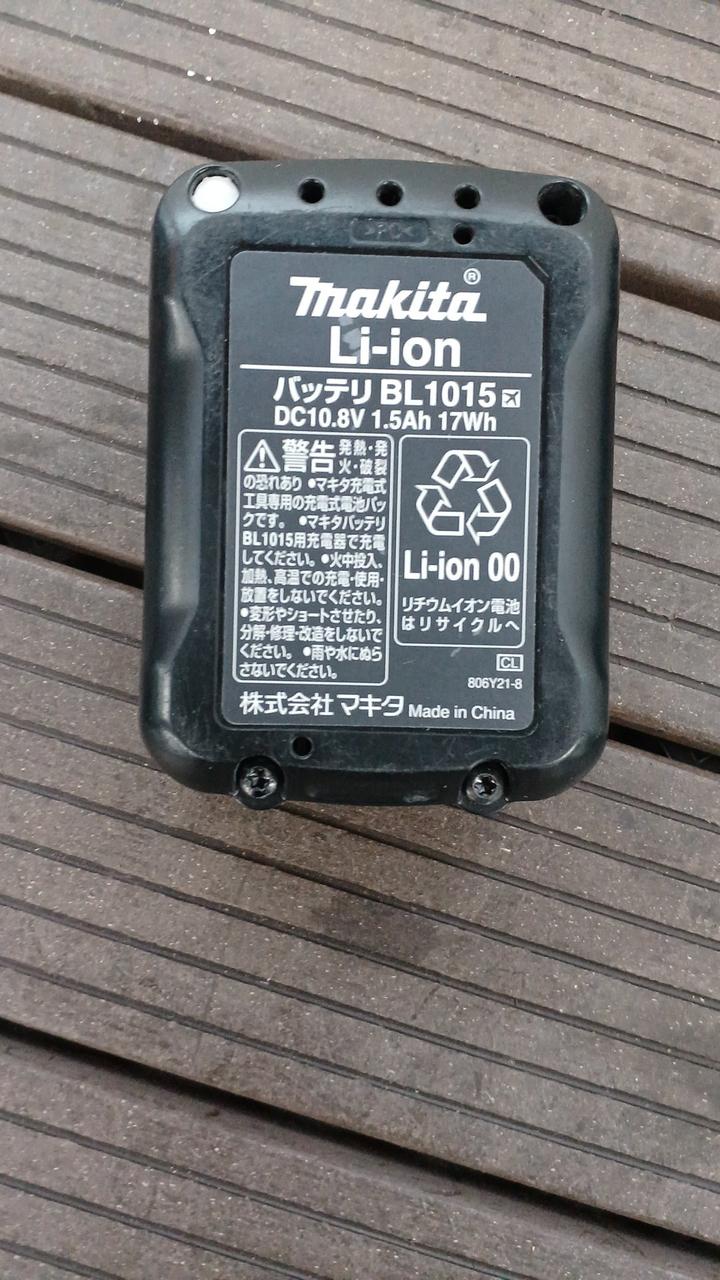 >PC<
makita®
Li-ion
バッテリ BL1015
DC10.8V 1.5Ah 17Wh
警告 発熱・発
火・破裂
の恐れあり ●マキタ充電式
工具専用の充電式電池パッ
クです。 ●マキタバッテリ
BL1015用充電器で充電
してください。●火中投入、
加熱、高温での充電・使用・
放置をしないでください。
●変形やショートさせたり、
分解・修理・改造をしないで
ください。 ●雨や水にぬら
さないでください。
Li-ion 00
リチウムイオン電池
はリサイクルへ
CL
806Y21-8
株式会社マキタ Made in China